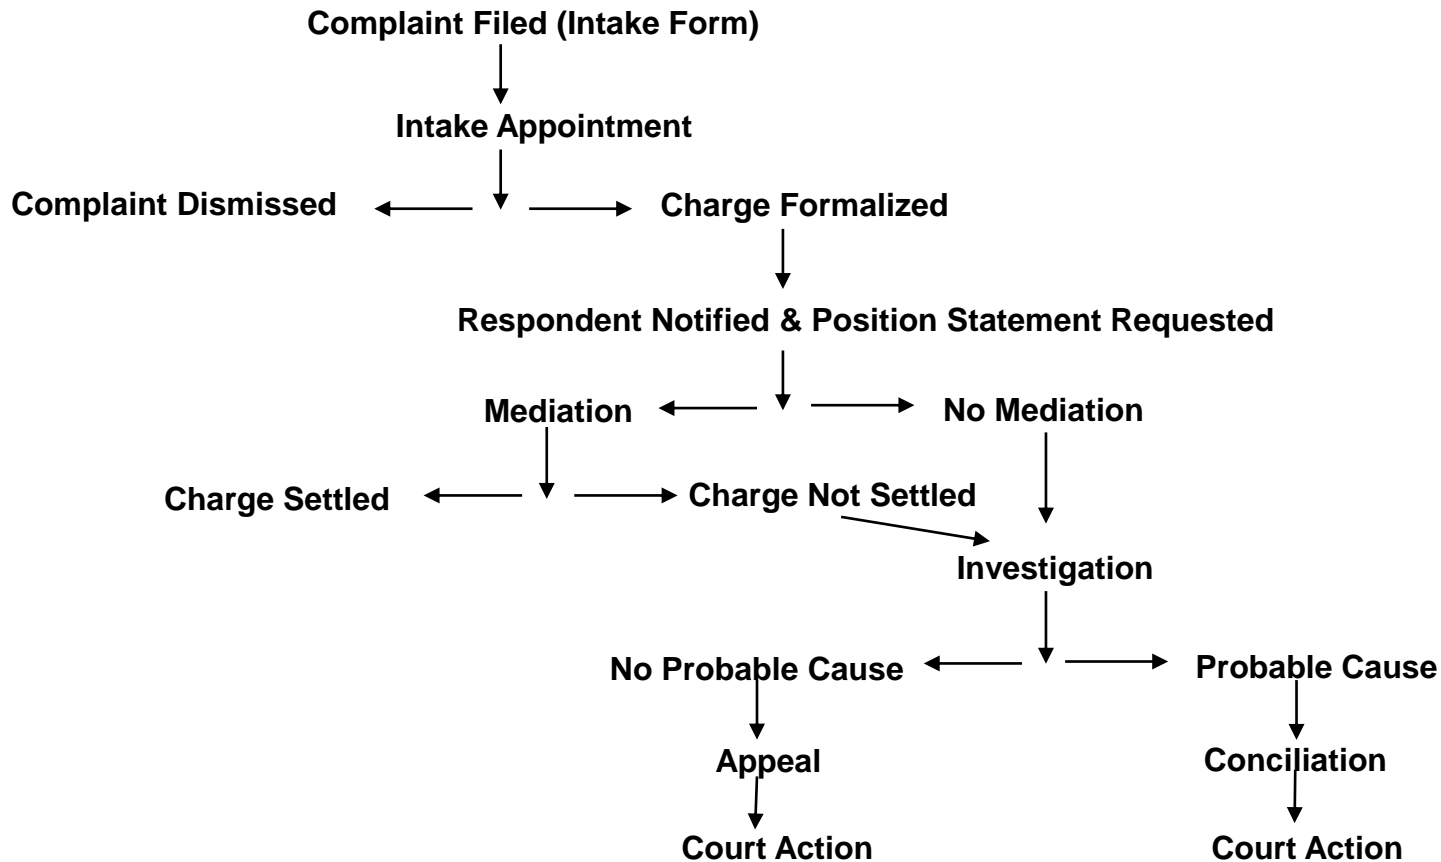 Complaint Filed (Intake Form)
Intake Appointment
Complaint Dismissed
Charge Formalized
Respondent Notified & Position Statement Requested
Mediation
No Mediation
Charge Settled
Charge Not Settled
Investigation
No Probable Cause
Probable Cause
Appeal
Conciliation
Court Action
Court Action